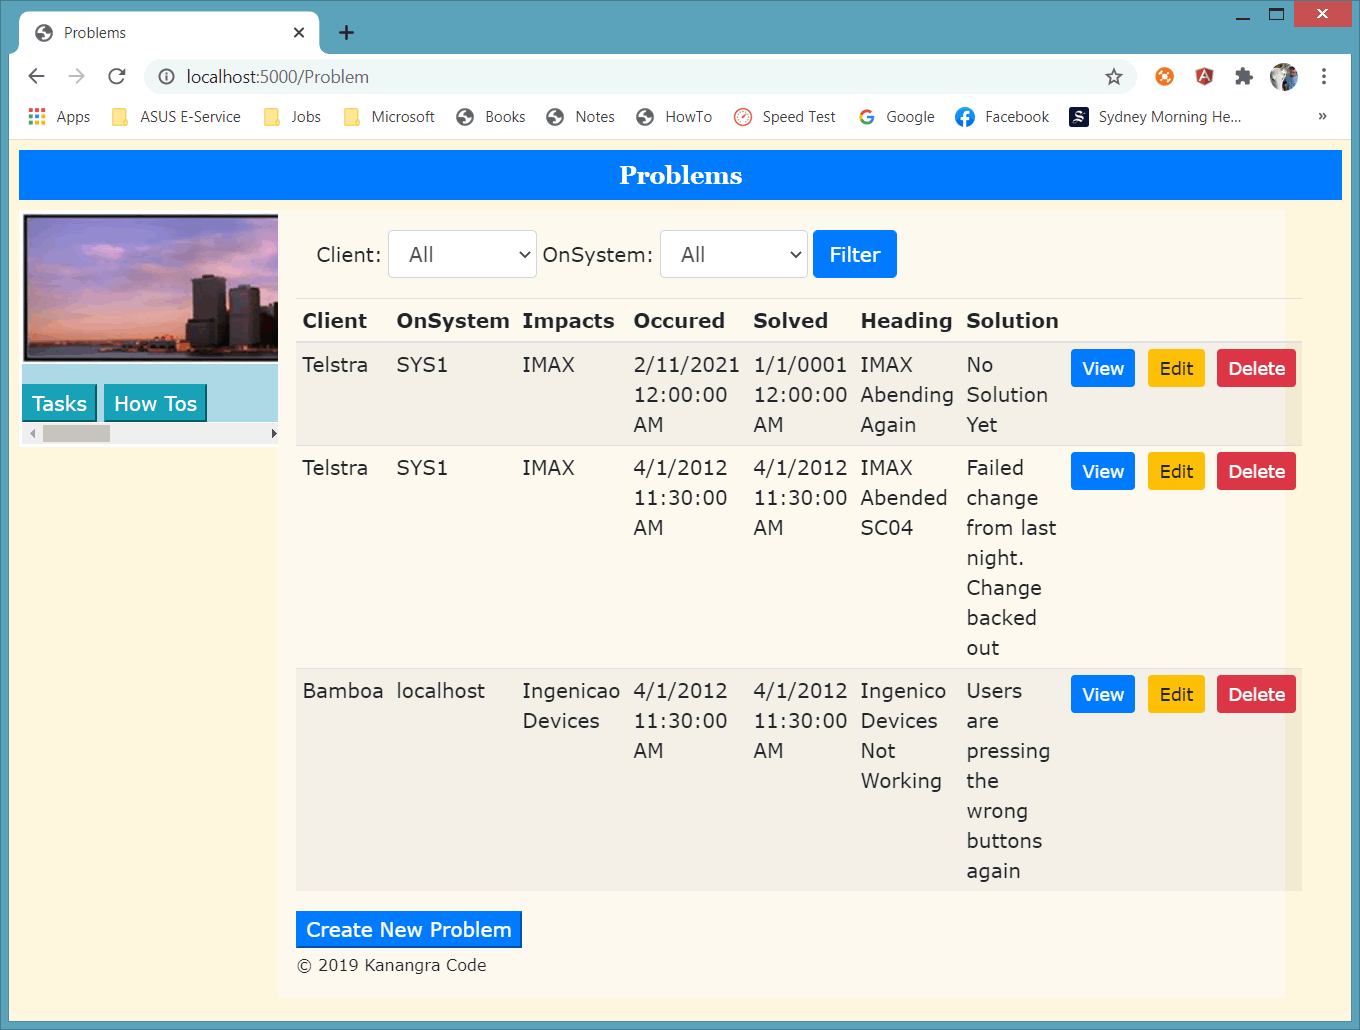 Problems
localhost:5000/Problem
Apps ASUS E-Service Jobs Microsoft Books Notes HowTo Speed Test Google Facebook Sydney Morning He... »
Problems
Client: All OnSystem: All Filter
Client OnSystem Impacts Occured Solved Heading Solution
Telstra SYS1 IMAX 2/11/2021 1/1/0001 IMAX No View Edit Delete
12:00:00 12:00:00 Abending Solution
AM AM Again Yet
Tasks How Tos
Telstra SYS1 IMAX 4/1/2012 4/1/2012 IMAX Failed View Edit Delete
11:30:00 11:30:00 Abended change
AM AM SC04 from last
night.
Change
backed
out
Bamboa localhost Ingenicao 4/1/2012 4/1/2012 Ingenico Users View Edit Delete
Devices 11:30:00 11:30:00 Devices are
AM AM Not pressing
Working the
wrong
buttons
again
Create New Problem
© 2019 Kanangra Code